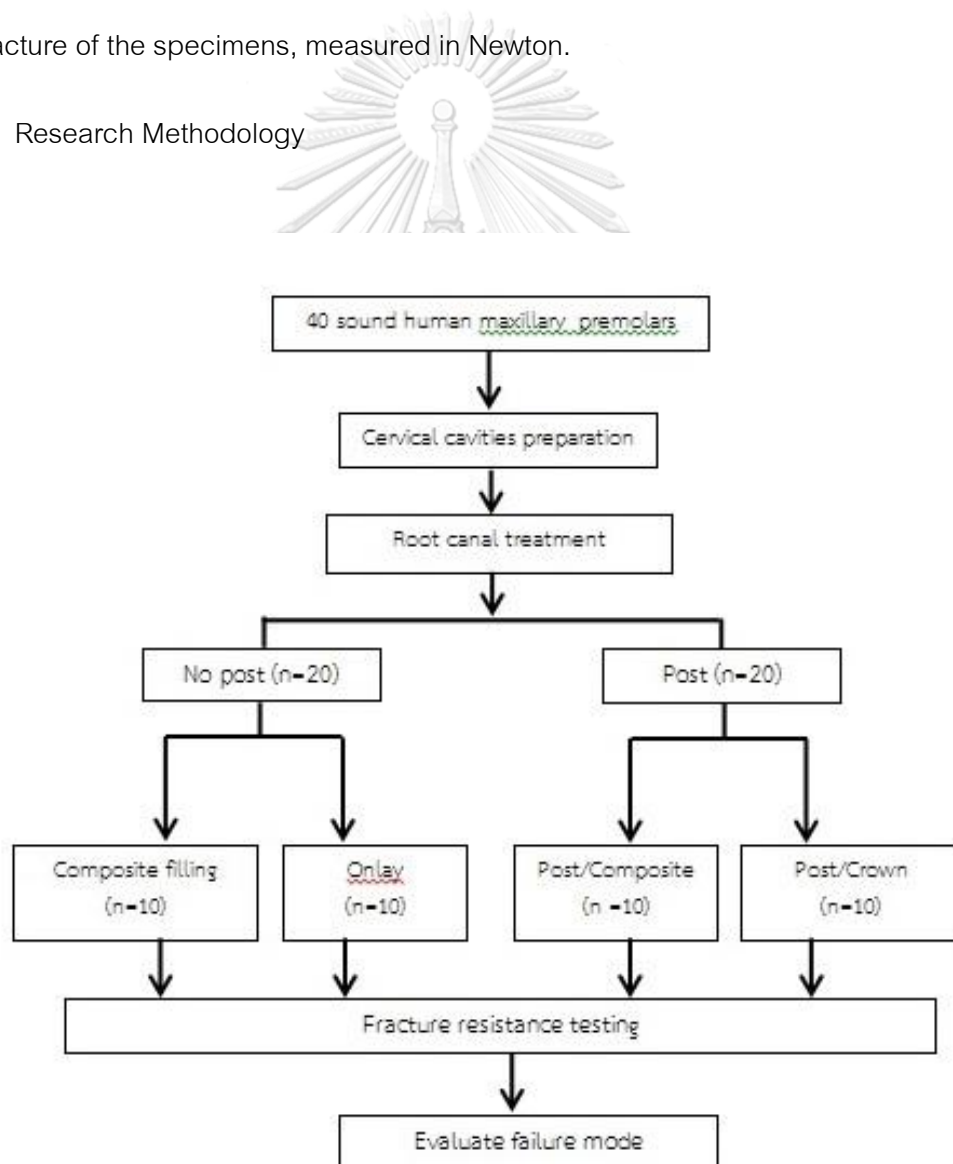 acture of the specimens, measured in Newton.
Research Methodology
40 sound human maxillary premolars
Cervical cavities preparation
Root canal treatment
No post (n=20)
Post (n=20)
Composite filling
(n=10)
Onlay
(n=10)
Post/Composite
(n =10)
Post/Crown
(n=10)
Fracture resistance testing
Evaluate failure mode